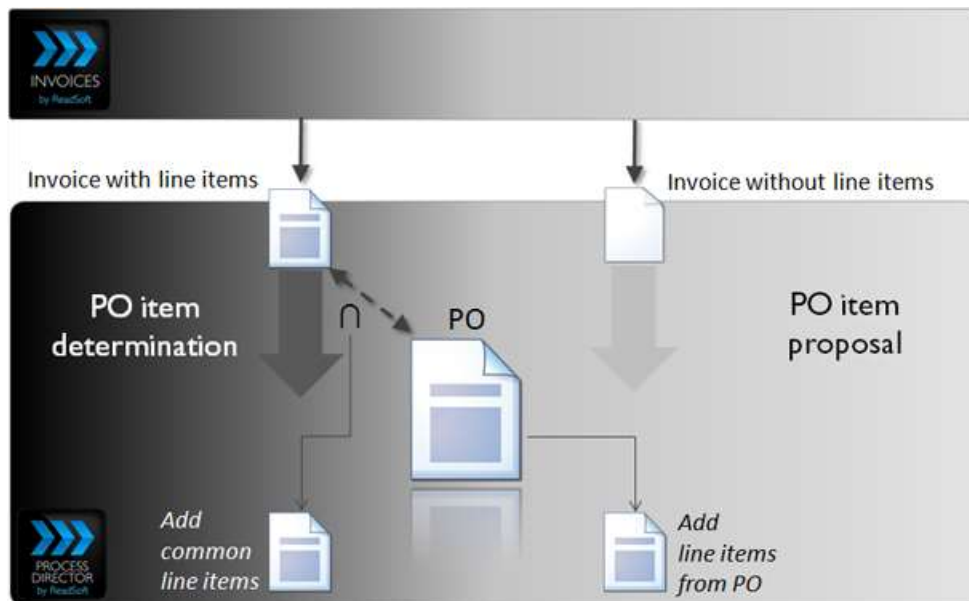 INVOICES
by ReadSoft
Invoice with line items
Invoice without line items
PO item
determination
∩
PO
PO item
proposal
Add
common
line items
Add
line items
from PO
PROCESS
DIRECTOR
by ReadSoft